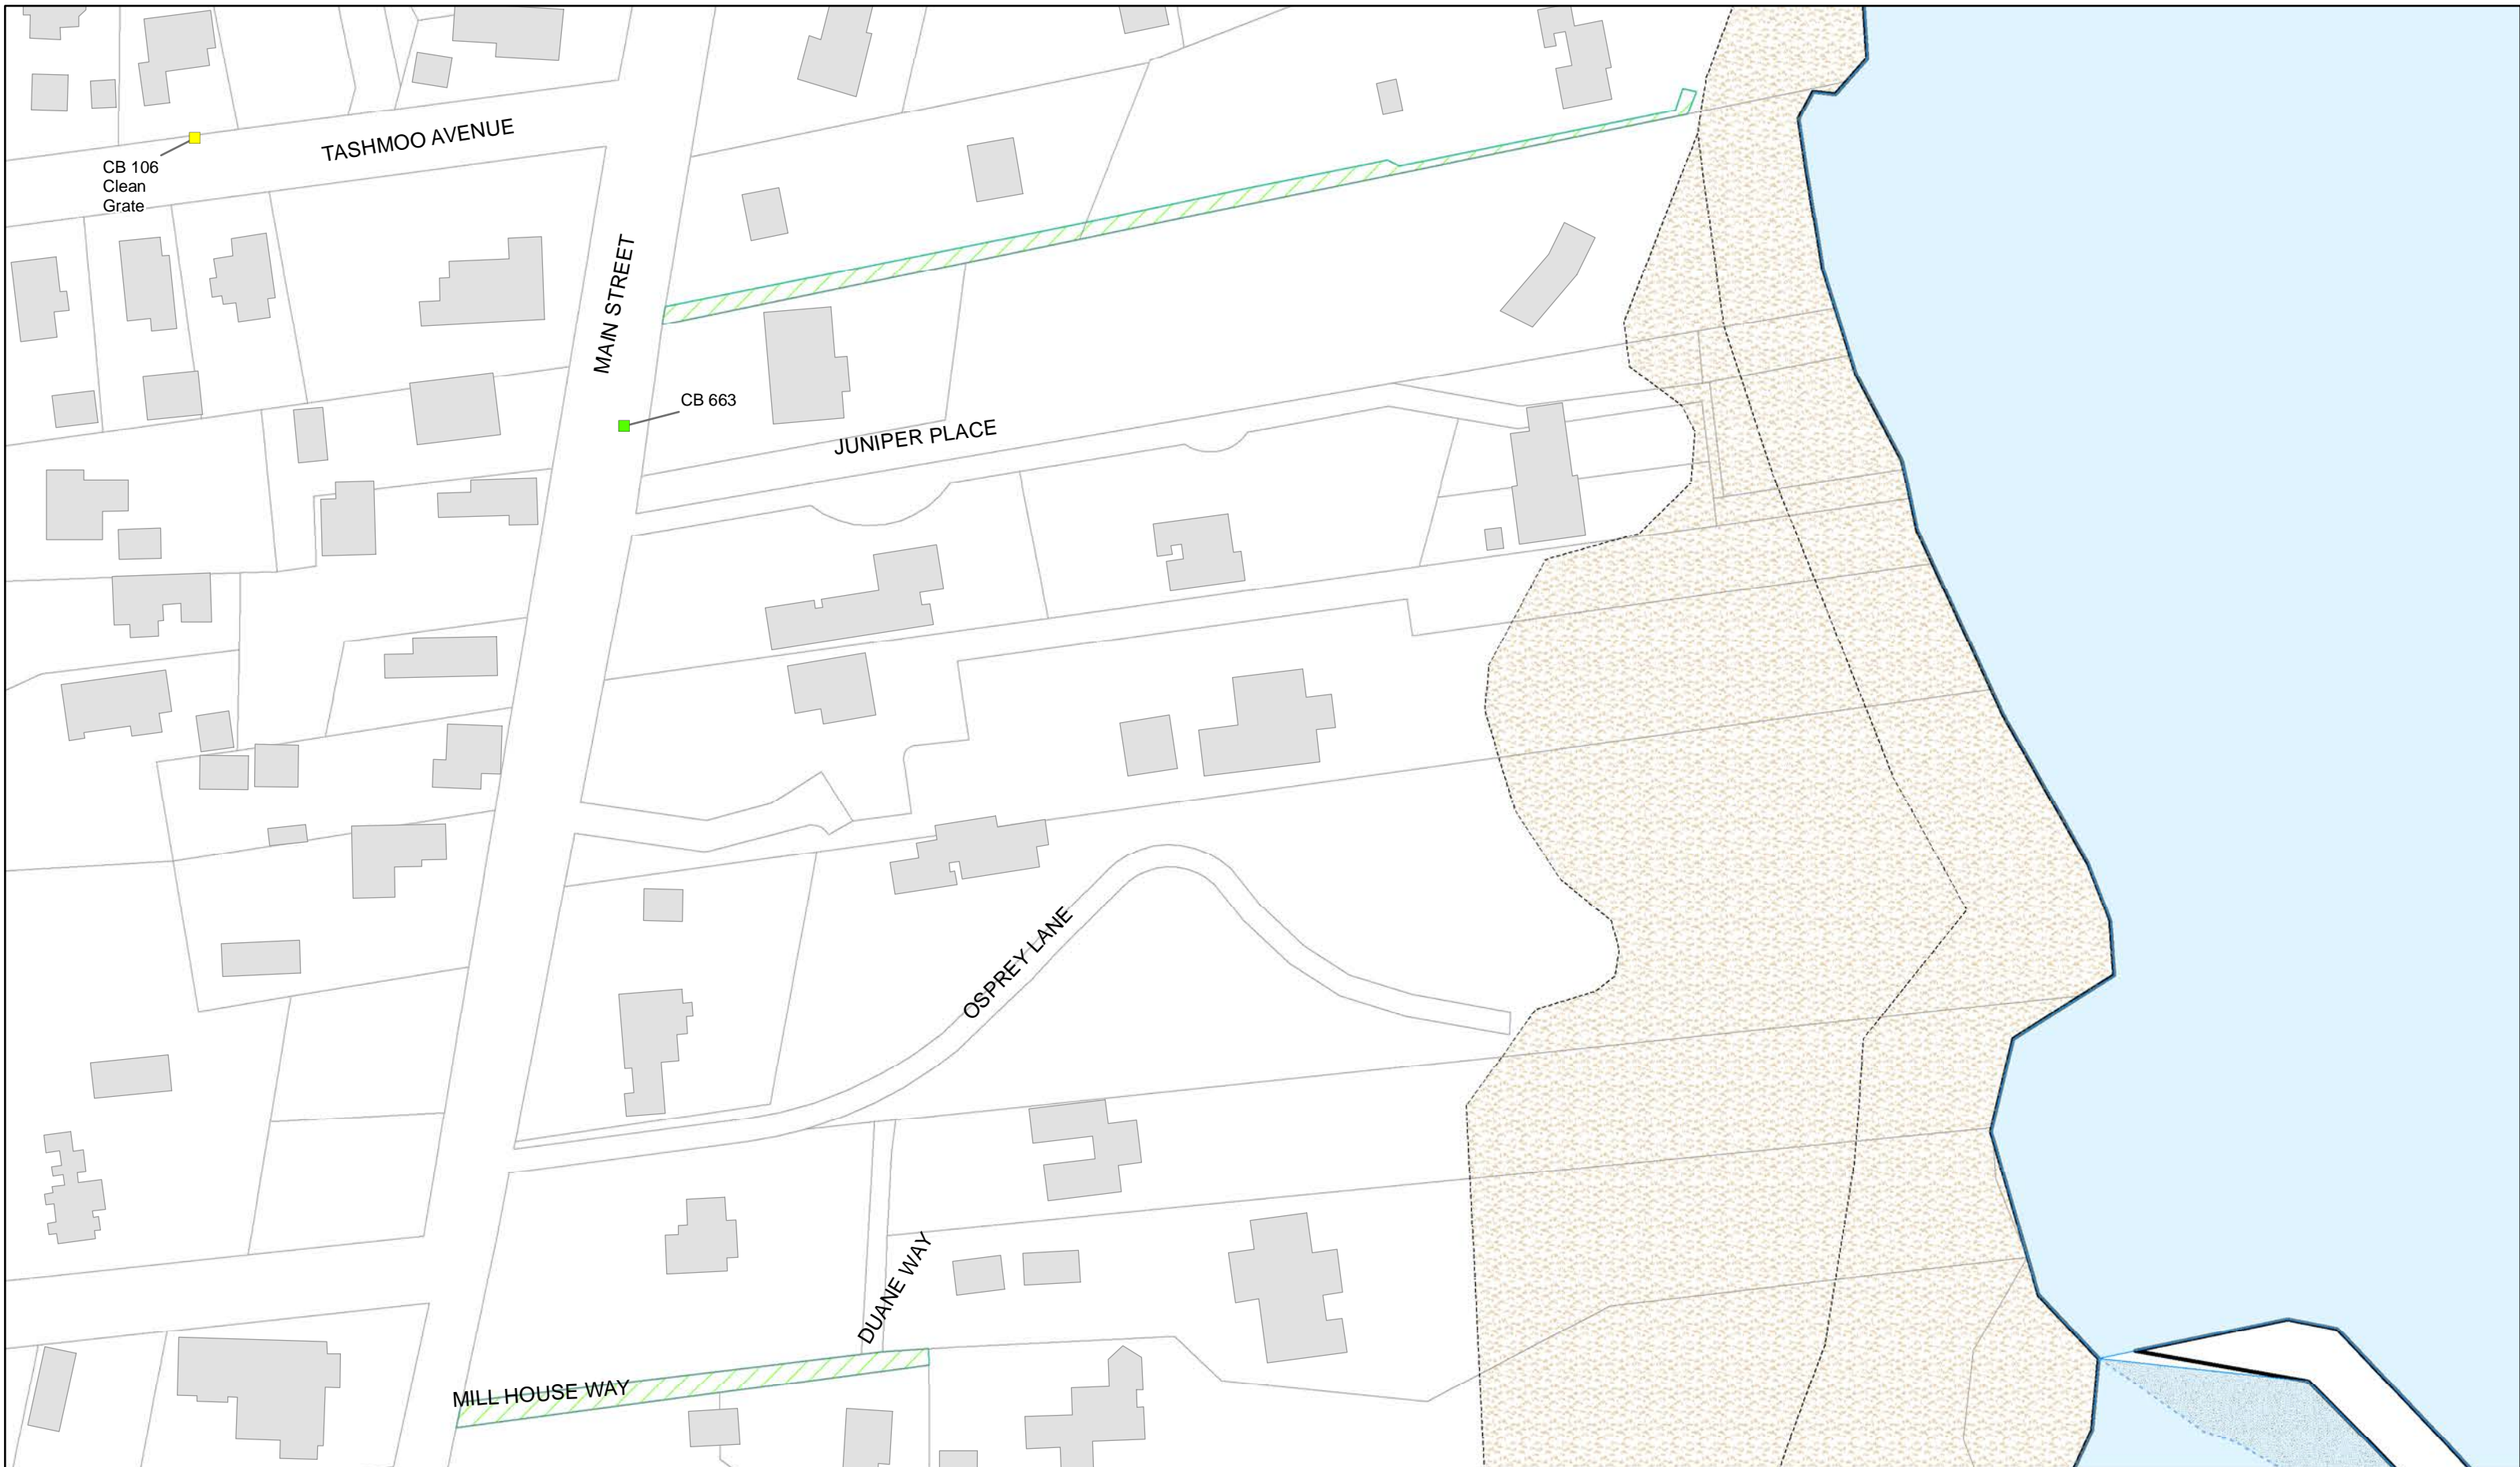 TASHMOO AVENUE
CB 106
Clean
Grate
MAIN STREET
CB 663
JUNIPER PLACE
OSPREY LANE
DUANE WAY
MILL HOUSE WAY